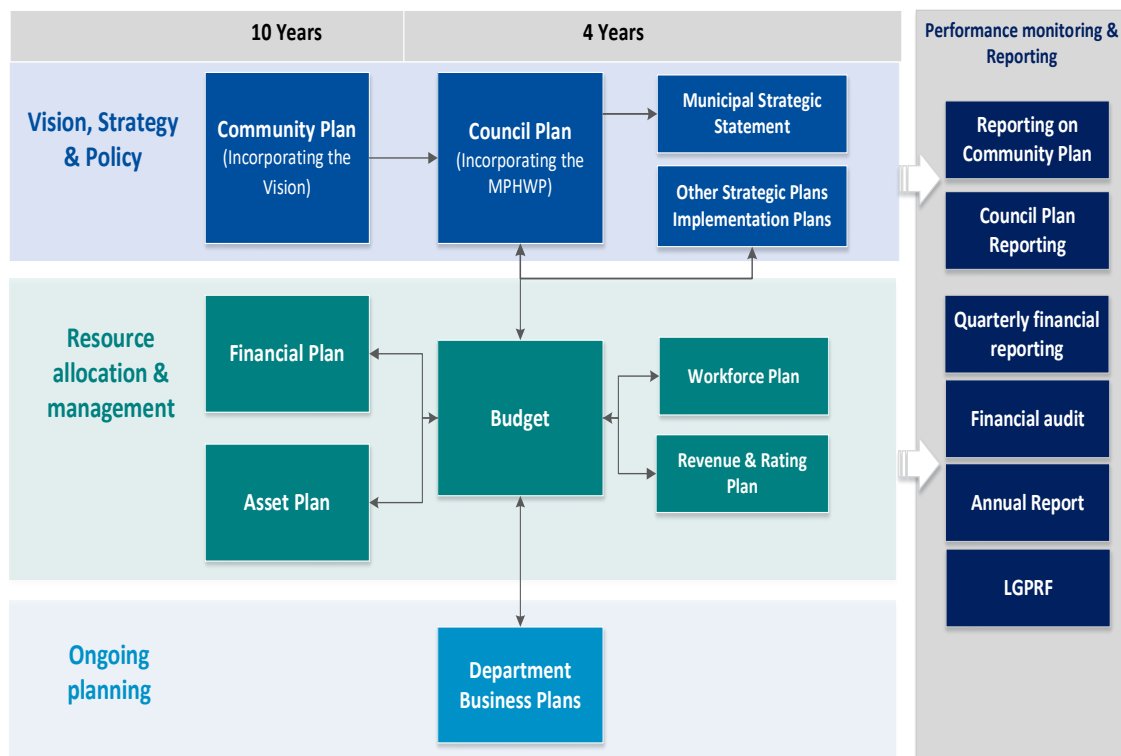 10 Years
4 Years
Performance monitoring &
Reporting
Vision, Strategy
& Policy
Community Plan
(Incorporating the
Vision)
Council Plan
(Incorporating the
MPHWP)
Municipal Strategic
Statement
Other Strategic Plans
Implementation Plans
Reporting on
Community Plan
Council Plan
Reporting
Resource
allocation &
management
Financial Plan
Asset Plan
Budget
Workforce Plan
Revenue & Rating
Plan
Quarterly financial
reporting
Financial audit
Annual Report
LGPRF
Ongoing
planning
Department
Business Plans